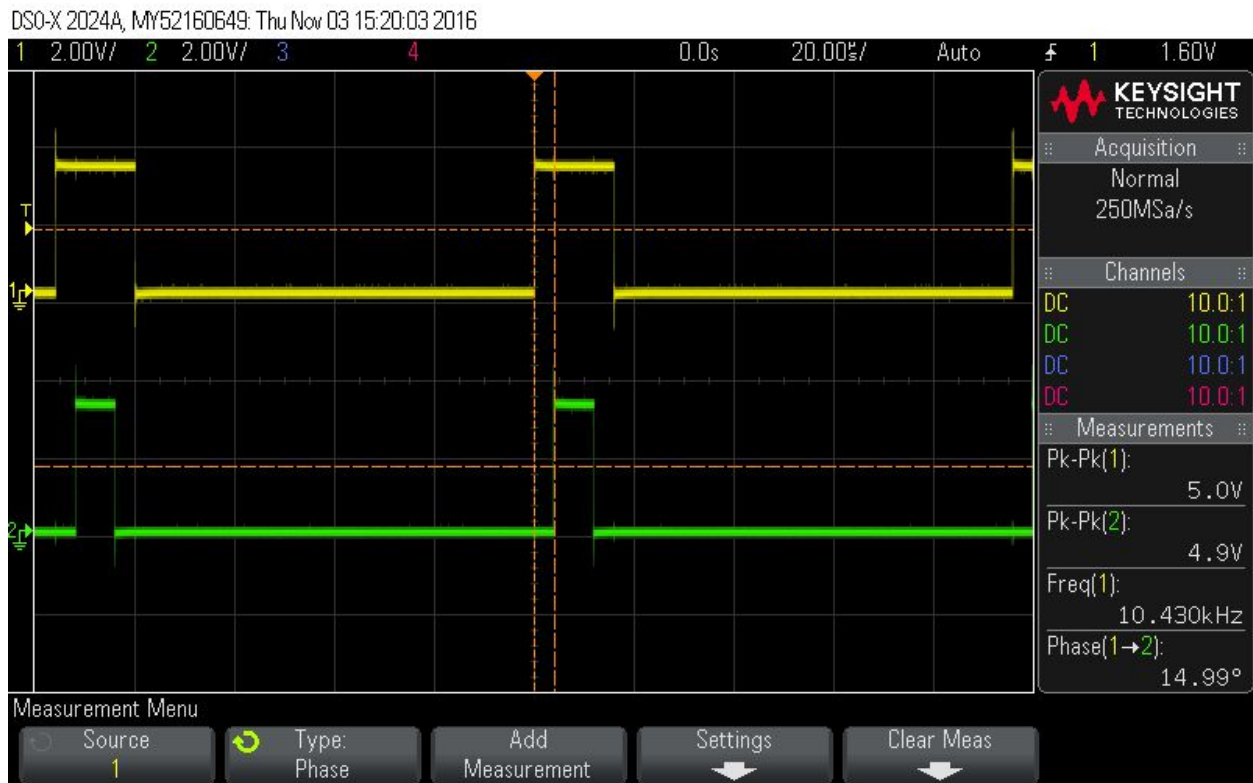 DSO-X 2024A, MY52160649: Thu Nov 03 15:20:03 2016
1 2.00V/ 2 2.00V/ 3 4 0.0s 20.00µs/ Auto 1 1.60V
KEYSIGHT
TECHNOLOGIES
Acquisition
Normal
250MSa/s
Channels
DC 10.0:1
DC 10.0:1
DC 10.0:1
DC 10.0:1
Measurements
Pk-Pk(1):
5.0V
Pk-Pk(2):
4.9V
Freq(1):
10.430kHz
Phase(1→2):
14.99°
T
1
2
Measurement Menu
Source
1
Type:
Phase
Add
Measurement
Settings
Clear Meas